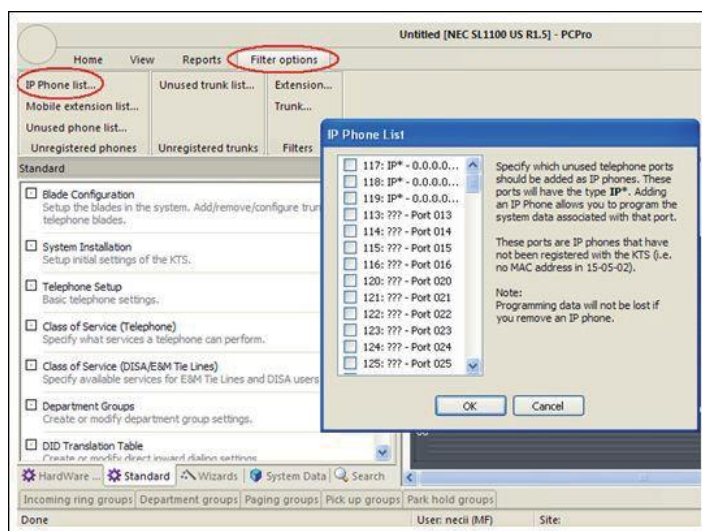 Untitled [NEC SL1100 US R1.5] - PCPro
Home View Reports Filter options
IP Phone list...
Mobile extension list...
Unused phone list...
Unregistered phones
Unused trunk list...
Unregistered trunks
Extension...
Trunk...
Filters
Standard
Blade Configuration
Setup the blades in the system. Add/remove/configure trun
telephone blades.
System Installation
Setup initial settings of the KTS.
Telephone Setup
Basic telephone settings.
Class of Service (Telephone)
Specify what services a telephone can perform.
Class of Service (DISA/E&M Tie Lines)
Specify available services for E&M Tie Lines and DISA users
Department Groups
Create or modify department group settings.
DID Translation Table
Create or modify direct inward dialing settings
IP Phone List
117: IP* - 0.0.0.0...
118: IP* - 0.0.0.0...
119: IP* - 0.0.0.0...
113: ??? - Port 013
114: ??? - Port 014
115: ??? - Port 015
116: ??? - Port 016
120: ??? - Port 020
121: ??? - Port 021
122: ??? - Port 022
123: ??? - Port 023
124: ??? - Port 024
125: ??? - Port 025
Specify which unused telephone ports
should be added as IP phones. These
ports will have the type IP*. Adding
an IP Phone allows you to program the
system data associated with that port.
These ports are IP phones that have
not been registered with the KTS (i.e.
no MAC address in 15-05-02).
Note:
Programming data will not be lost if
you remove an IP phone.
OK Cancel
HardWare ... Standard Wizards System Data Search
Incoming ring groups Department groups Paging groups Pick up groups Park hold groups
Done User: necii (MF) Site: